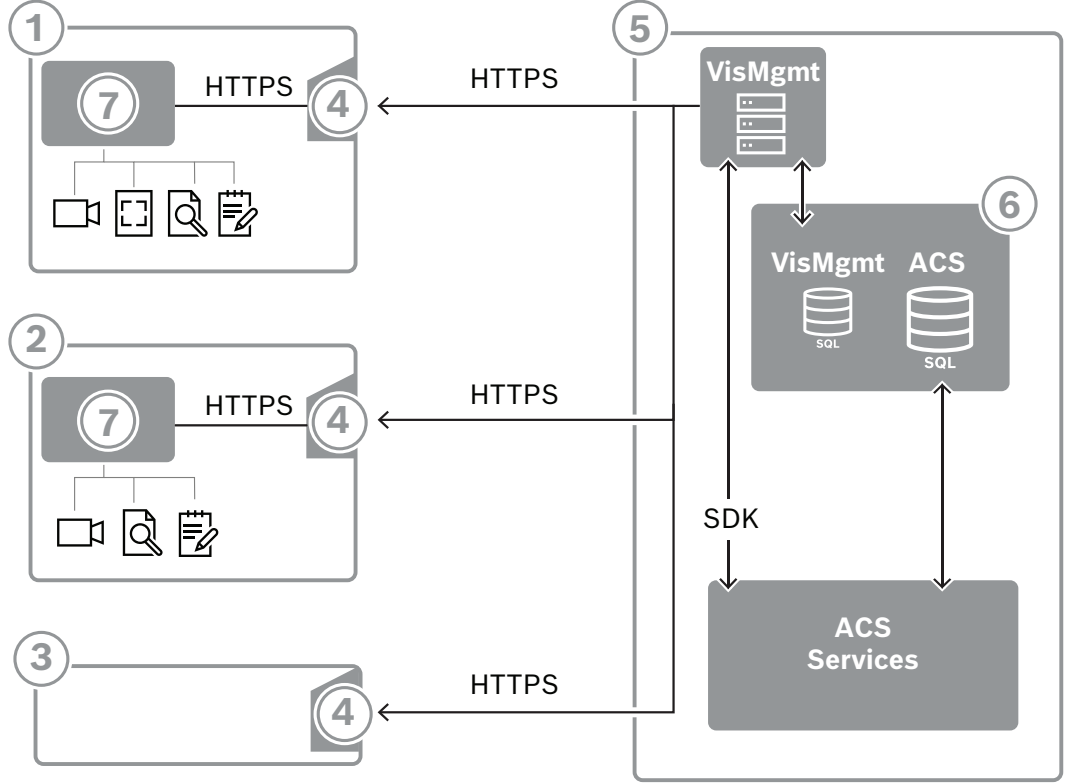 1
7
HTTPS
4
HTTPS
2
7
HTTPS
4
HTTPS
3
4
HTTPS
5
VisMgmt
6
VisMgmt ACS
SQL
SQL
SDK
ACS
Services